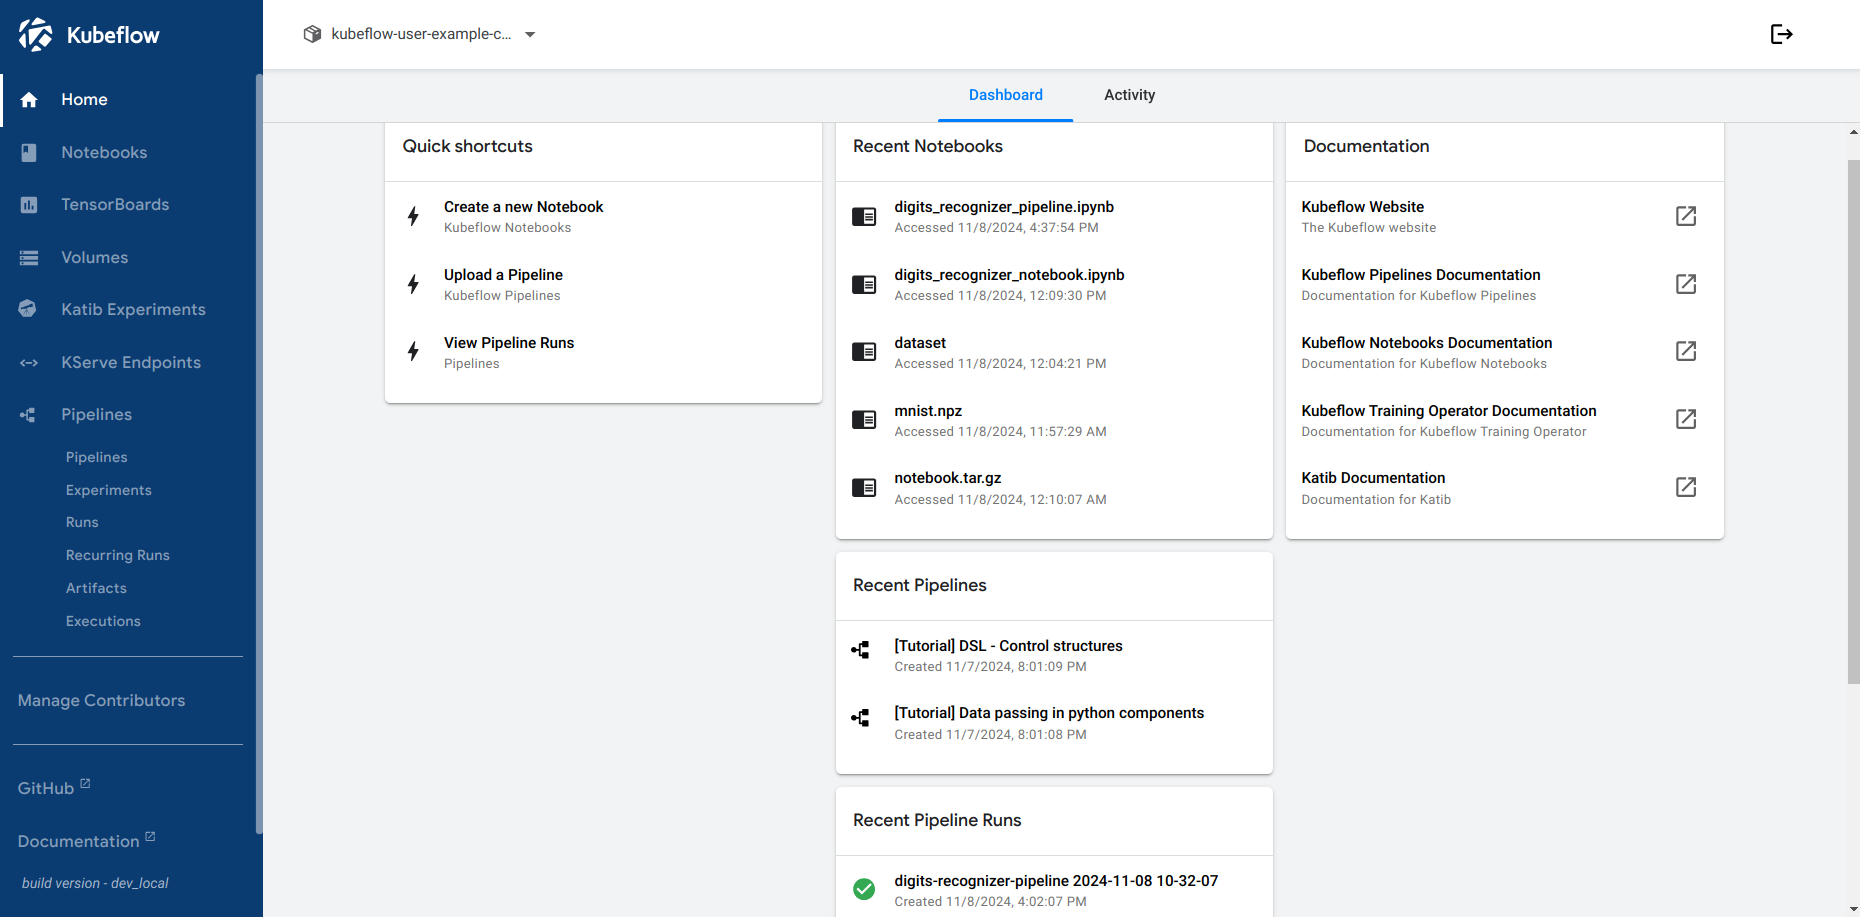 Kubeflow
Home
Notebooks
TensorBoards
Volumes
Katib Experiments
KServe Endpoints
Pipelines
Pipelines
Experiments
Runs
Recurring Runs
Artifacts
Executions
Manage Contributors
GitHub
Documentation
build version - dev_local
kubeflow-user-example-c...
Dashboard
Activity
Quick shortcuts
Create a new Notebook
Kubeflow Notebooks
Upload a Pipeline
Kubeflow Pipelines
View Pipeline Runs
Pipelines
Recent Notebooks
digits_recognizer_pipeline.ipynb
Accessed 11/8/2024, 4:37:54 PM
digits_recognizer_notebook.ipynb
Accessed 11/8/2024, 12:09:30 PM
dataset
Accessed 11/8/2024, 12:04:21 PM
mnist.npz
Accessed 11/8/2024, 11:57:29 AM
notebook.tar.gz
Accessed 11/8/2024, 12:10:07 AM
Recent Pipelines
[Tutorial] DSL - Control structures
Created 11/7/2024, 8:01:09 PM
[Tutorial] Data passing in python components
Created 11/7/2024, 8:01:08 PM
Recent Pipeline Runs
digits-recognizer-pipeline 2024-11-08 10-32-07
Created 11/8/2024, 4:02:07 PM
Documentation
Kubeflow Website
The Kubeflow website
Kubeflow Pipelines Documentation
Documentation for Kubeflow Pipelines
Kubeflow Notebooks Documentation
Documentation for Kubeflow Notebooks
Kubeflow Training Operator Documentation
Documentation for Kubeflow Training Operator
Katib Documentation
Documentation for Katib